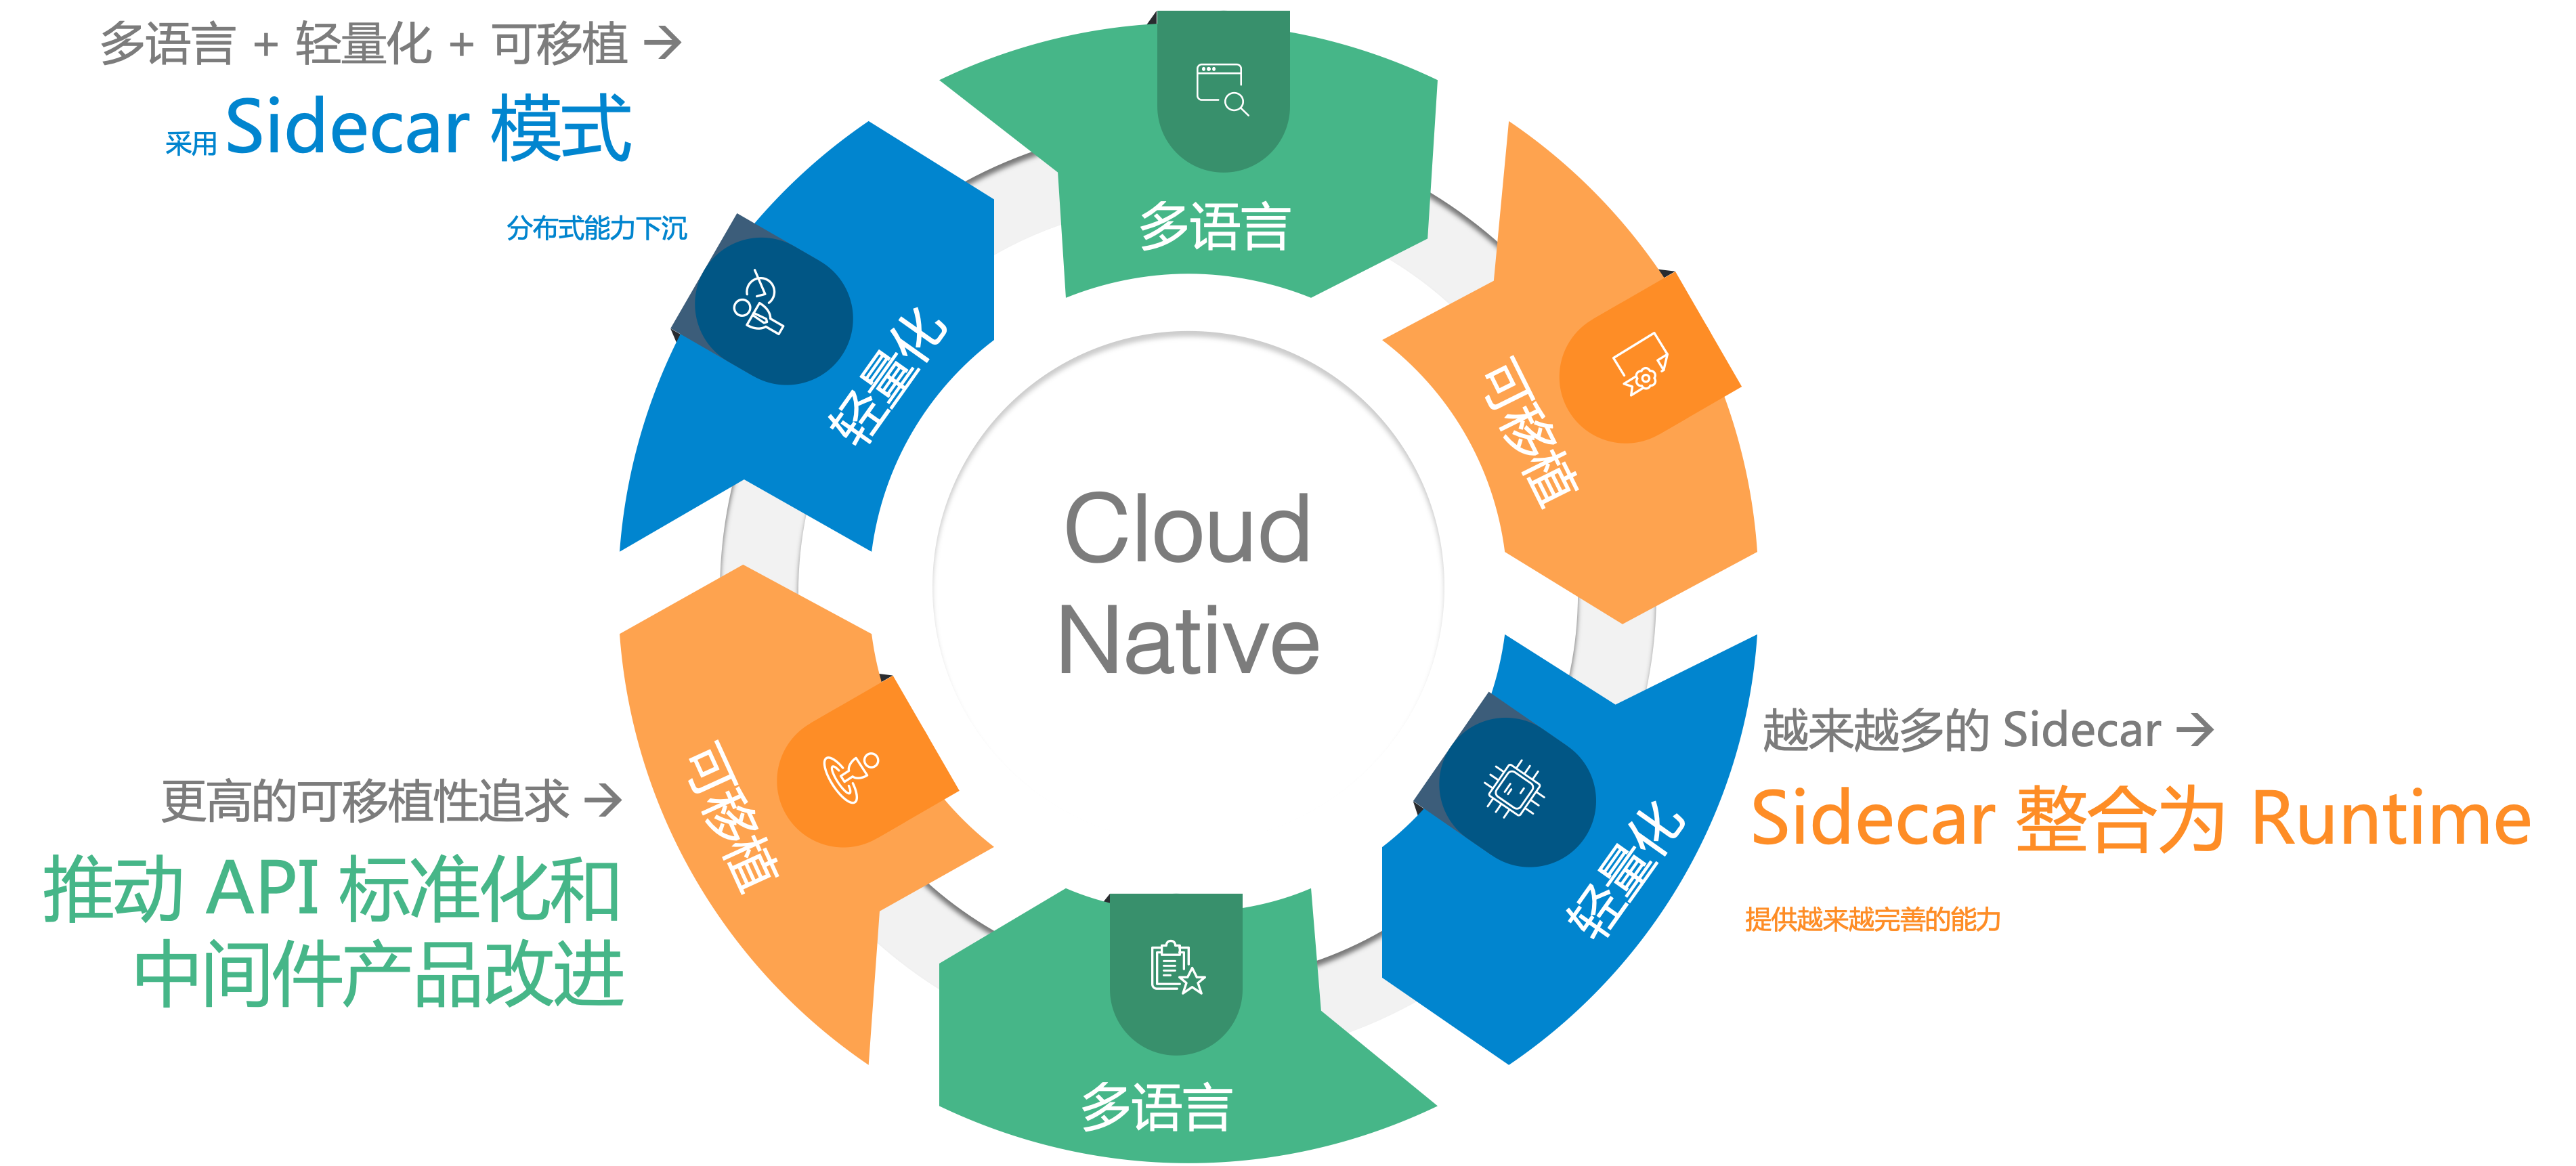 多语言 + 轻量化 + 可移植 →
采用 Sidecar 模式
分布式能力下沉
多语言
可移植
轻量化
多语言
可移植
轻量化
Cloud
Native
越来越多的 Sidecar →
Sidecar 整合为 Runtime
提供越来越完善的能力
更高的可移植性追求 →
推动 API 标准化和
中间件产品改进